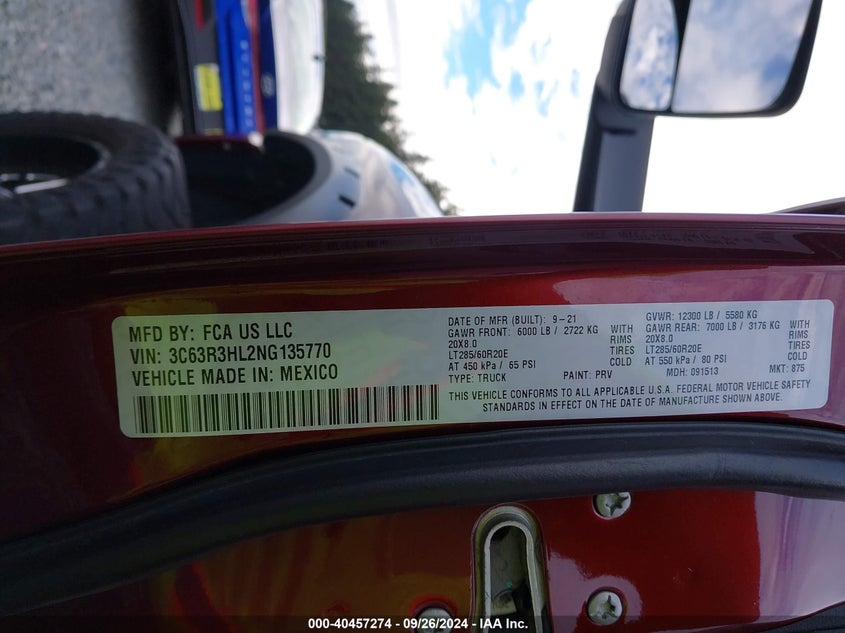 MFD BY: FCA US LLC
VIN: 3C63R3HL2NG135770
VEHICLE MADE IN: MEXICO
DATE OF MFR (BUILT): 9-21
GAWR FRONT: 6000 LB / 2722 KG WITH
20X8.0 RIMS
LT285/60R20E TIRES
AT 450 kPa / 65 PSI
TYPE: TRUCK PAINT: PRV
GVWR: 12300 LB / 5580 KG
GAWR REAR: 7000 LB / 3176 KG WITH
20X8.0 RIMS
LT285/60R20E TIRES
AT 550 kPa / 80 PSI
MDH: 091513 MKT: 875
THIS VEHICLE CONFORMS TO ALL APPLICABLE U.S.A. FEDERAL MOTOR VEHICLE SAFETY
STANDARDS IN EFFECT ON THE DATE OF MANUFACTURE SHOWN ABOVE.
000-40457274 - 09/26/2024 - IAA Inc.